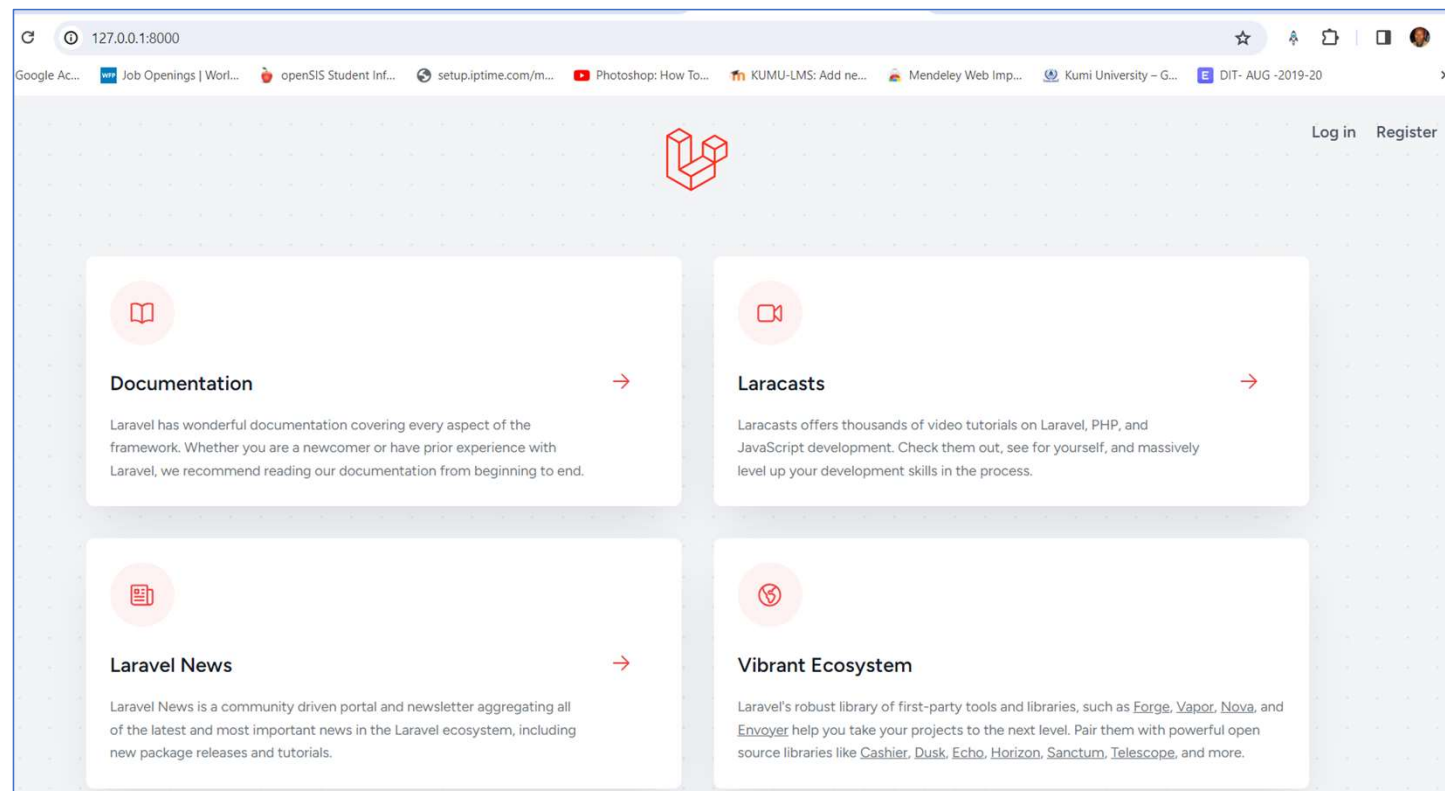 127.0.0.1:8000
Google Ac... WFP Job Openings | Worl... openSIS Student Inf... setup.iptime.com/m... Photoshop: How To... KUMU-LMS: Add ne... Mendeley Web Imp... Kumi University – G... E DIT- AUG -2019-20
Log in Register
Documentation
Laravel has wonderful documentation covering every aspect of the
framework. Whether you are a newcomer or have prior experience with
Laravel, we recommend reading our documentation from beginning to end.
Laracasts
Laracasts offers thousands of video tutorials on Laravel, PHP, and
JavaScript development. Check them out, see for yourself, and massively
level up your development skills in the process.
Laravel News
Laravel News is a community driven portal and newsletter aggregating all
of the latest and most important news in the Laravel ecosystem, including
new package releases and tutorials.
Vibrant Ecosystem
Laravel's robust library of first-party tools and libraries, such as Forge, Vapor, Nova, and
Envoyer help you take your projects to the next level. Pair them with powerful open
source libraries like Cashier, Dusk, Echo, Horizon, Sanctum, Telescope, and more.